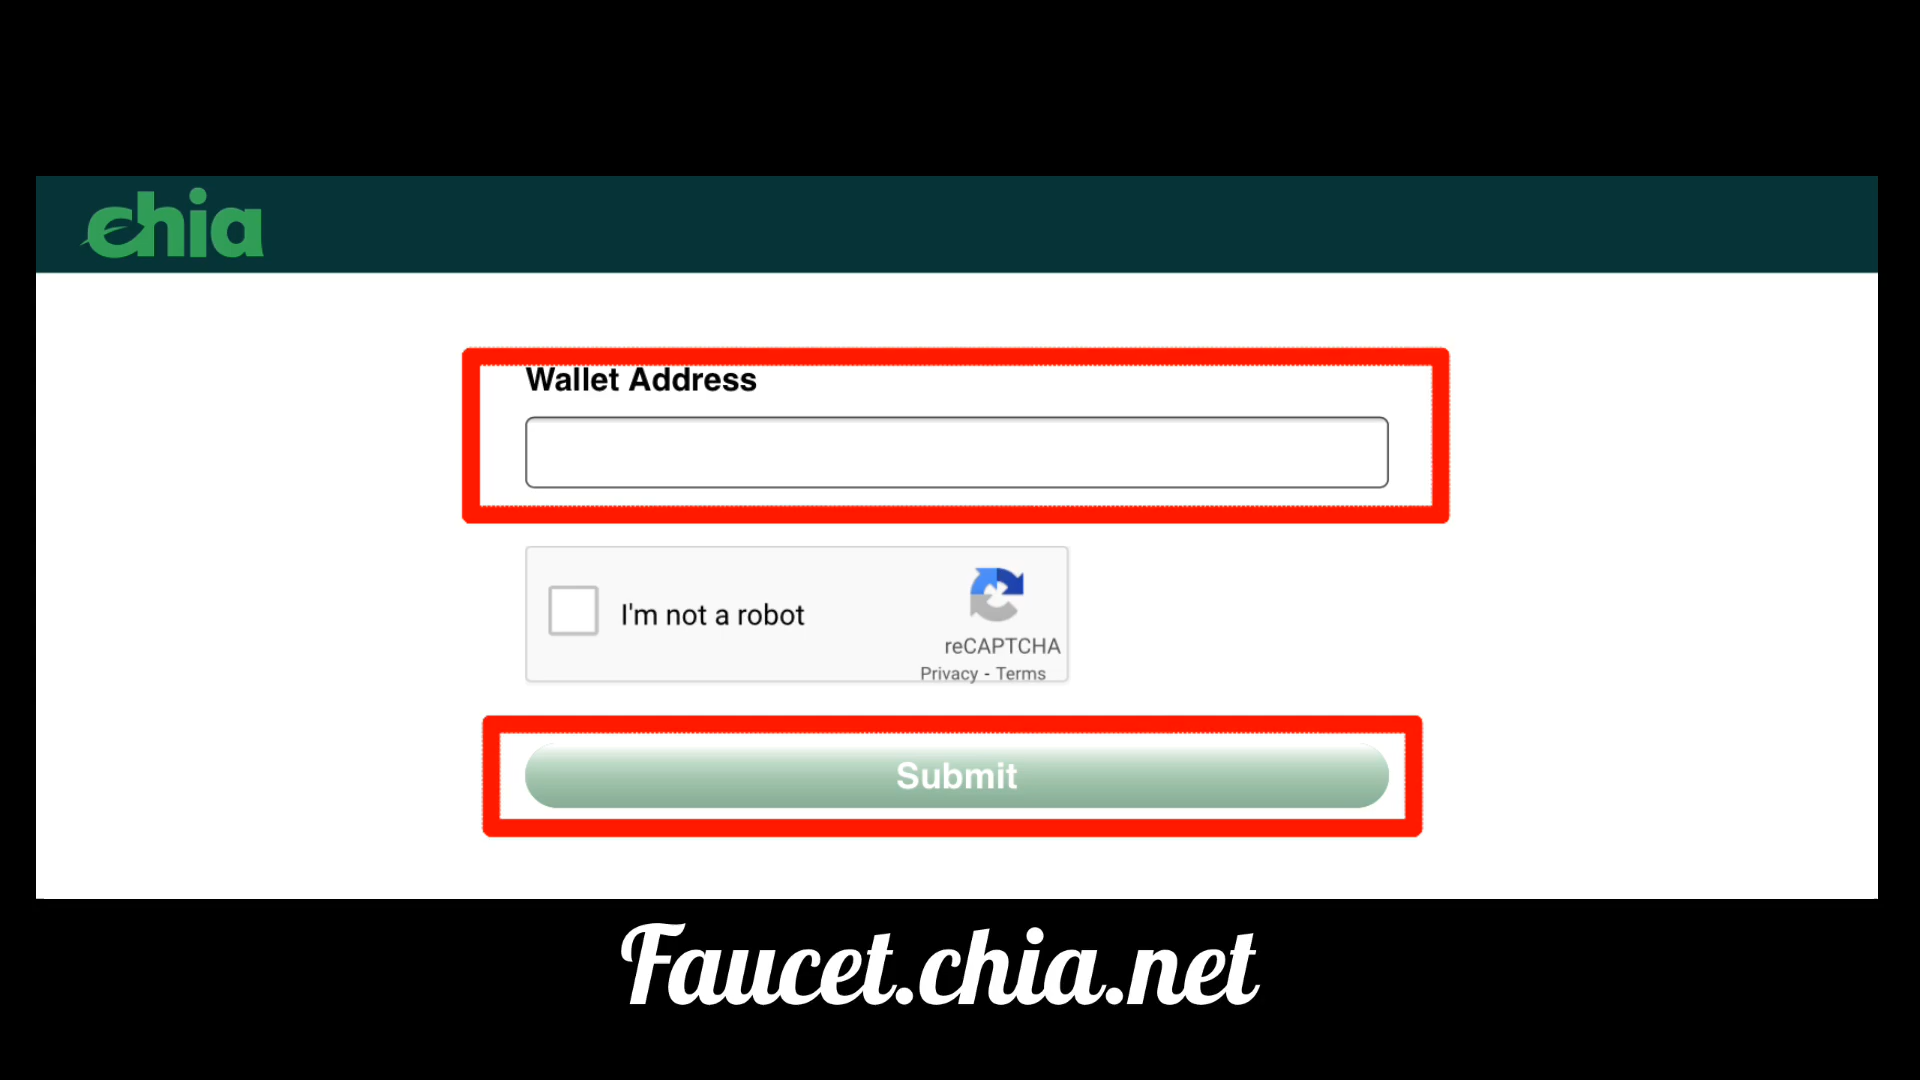 chia
Wallet Address
I'm not a robot
reCAPTCHA
Privacy - Terms
Submit
Faucet.chia.net